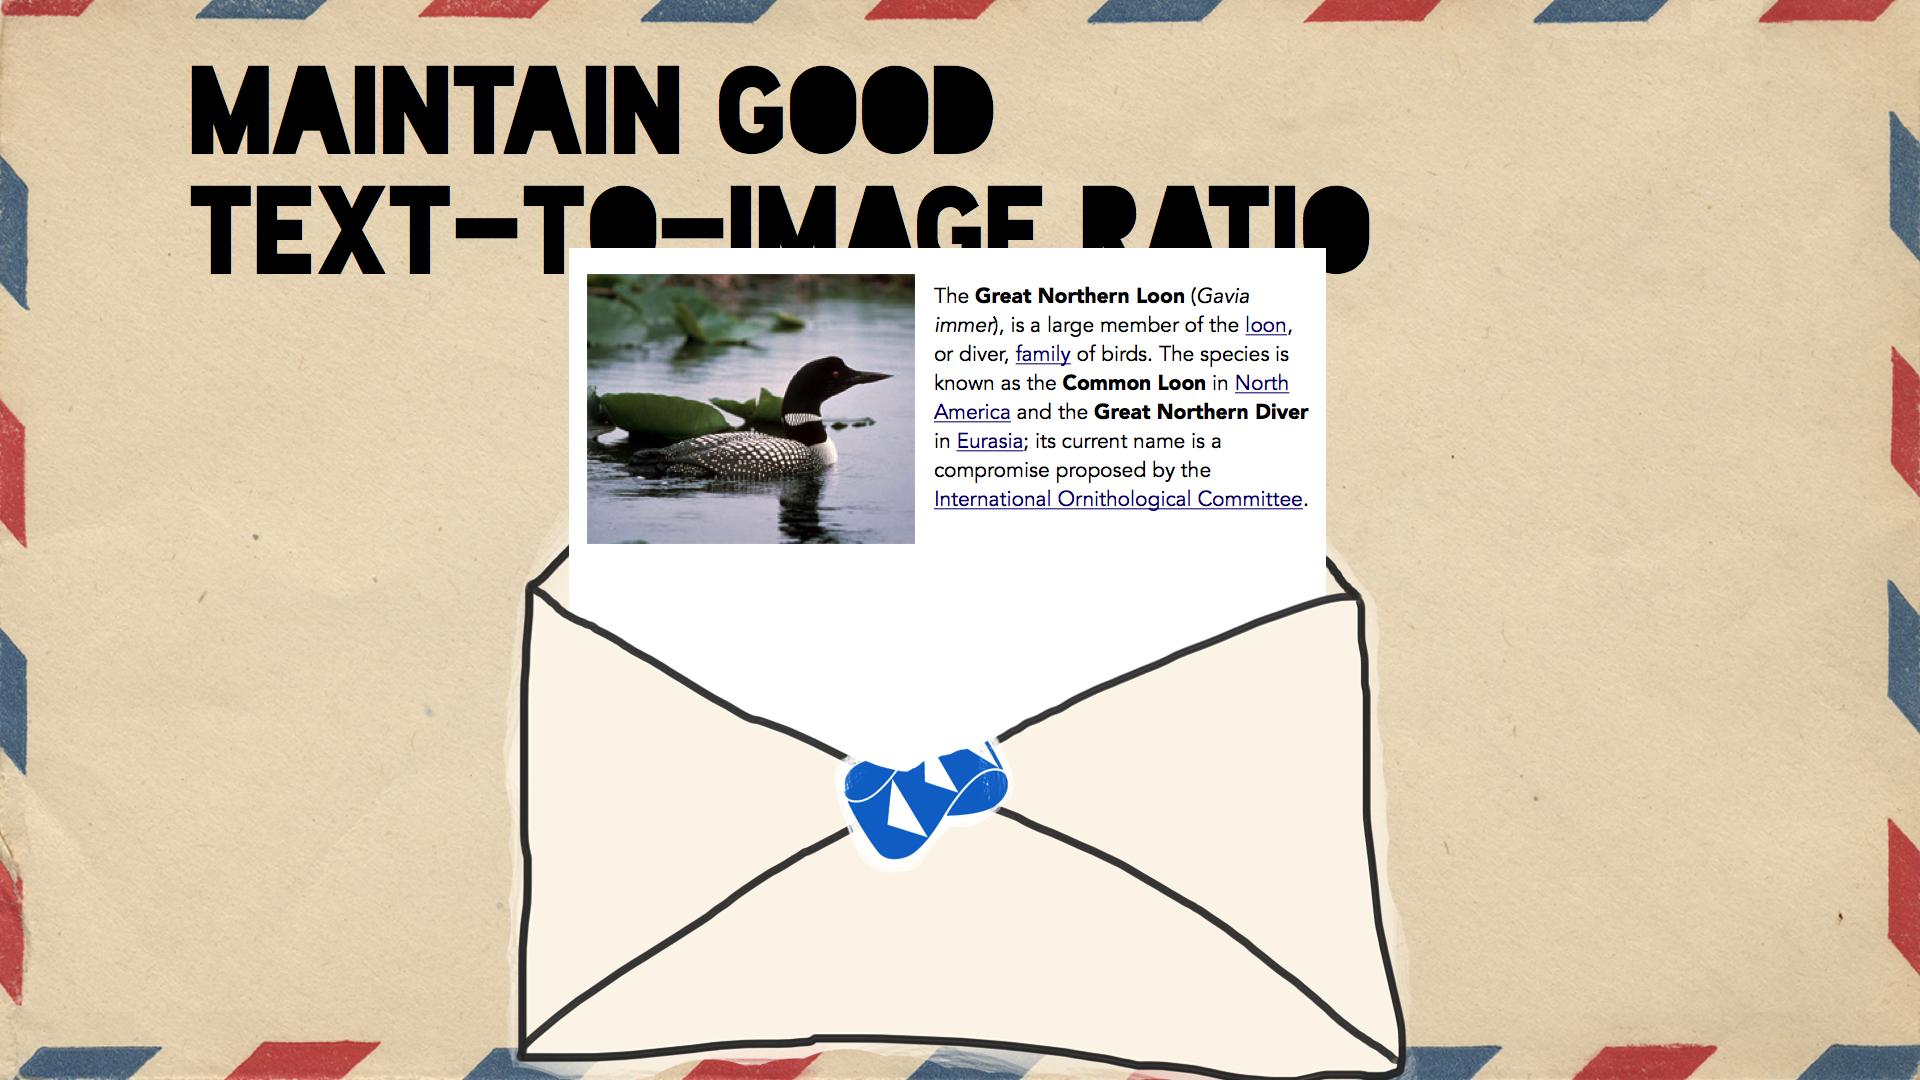 MAINTAIN GOOD
TEXT-TO-IMAGE RATIO
The Great Northern Loon (Gavia
immer), is a large member of the loon,
or diver, family of birds. The species is
known as the Common Loon in North
America and the Great Northern Diver
in Eurasia; its current name is a
compromise proposed by the
International Ornithological Committee.